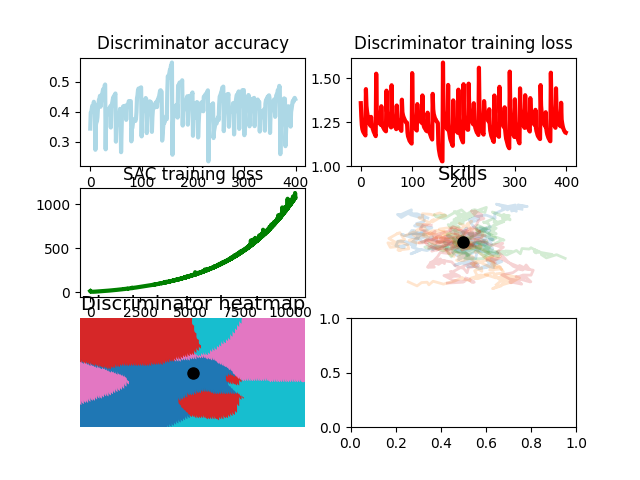 Discriminator accuracy
Discriminator training loss
0.5
0.4
0.3
0 100 200 300 400
1.50
1.25
1.00
0 100 200 300 400
SAC training loss
Skills
1000
500
0
0 2500 5000 7500 10000
Discriminator heatmap
1.0
0.5
0.0
0.0 0.2 0.4 0.6 0.8 1.0